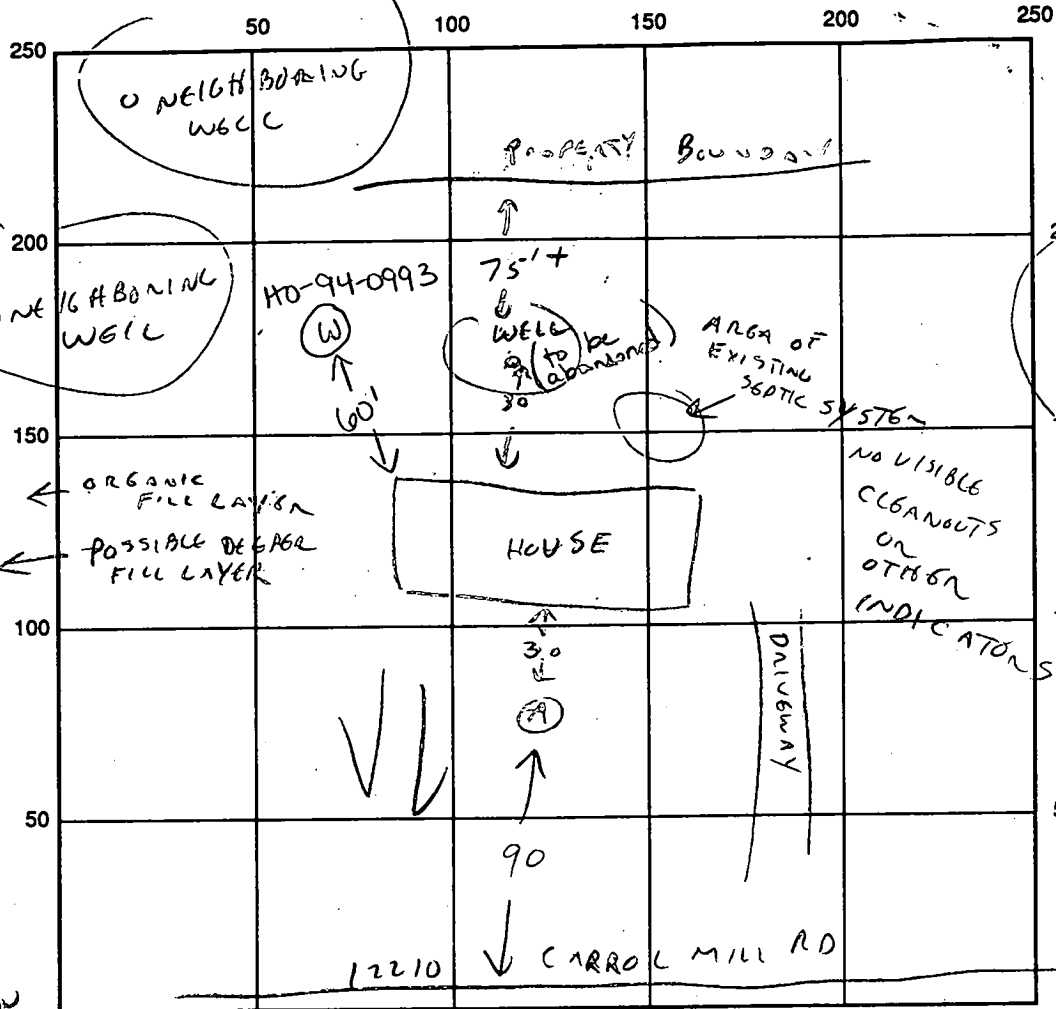 50 100 150 200 250
250
O NEIGHBORING
WELL
PROPERTY BOUNDARY
200
NEIGHBORING
WELL
HO-94-0993
W
60'
75'+
WELL
(to be
abandoned)
30
AREA OF
EXISTING
SEPTIC SYSTEM
150
NO VISIBLE
CLEANOUTS
OR
OTHER
INDICATORS
ORGANIC
FILL LAYER
POSSIBLE DEEPER
FILL LAYER
HOUSE
100
30
A
DRIVEWAY
50
90
12210 CARROL MILL RD